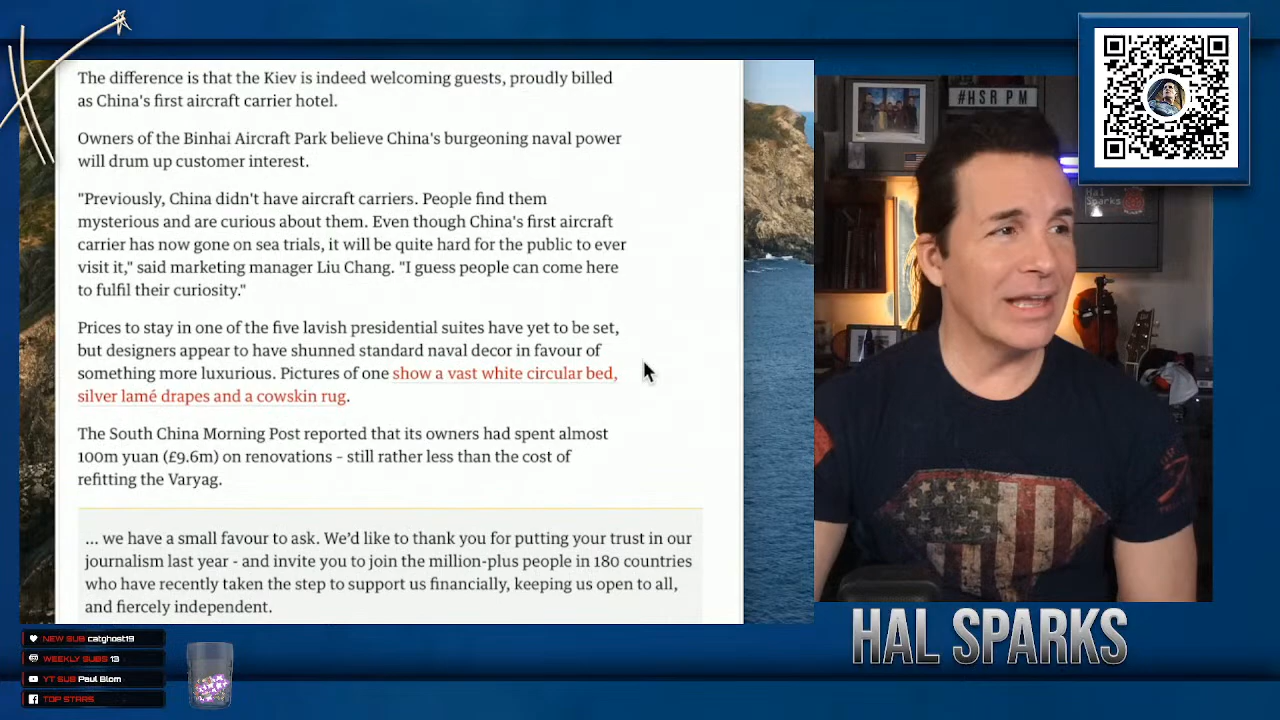 The difference is that the Kiev is indeed welcoming guests, proudly billed
as China's first aircraft carrier hotel.
Owners of the Binhai Aircraft Park believe China's burgeoning naval power
will drum up customer interest.
"Previously, China didn't have aircraft carriers. People find them
mysterious and are curious about them. Even though China's first aircraft
carrier has now gone on sea trials, it will be quite hard for the public to ever
visit it," said marketing manager Liu Chang. "I guess people can come here
to fulfil their curiosity."
Prices to stay in one of the five lavish presidential suites have yet to be set,
but designers appear to have shunned standard naval decor in favour of
something more luxurious. Pictures of one show a vast white circular bed,
silver lamé drapes and a cowskin rug.
The South China Morning Post reported that its owners had spent almost
100m yuan (£9.6m) on renovations – still rather less than the cost of
refitting the Varyag.
... we have a small favour to ask. We'd like to thank you for putting your trust in our
journalism last year - and invite you to join the million-plus people in 180 countries
who have recently taken the step to support us financially, keeping us open to all,
and fiercely independent.
#HSR PM
Hal
Sparks
HAL SPARKS
NEW SUB catghost19
WEEKLY SUBS 13
YT SUB Paul Blom
TOP STARS